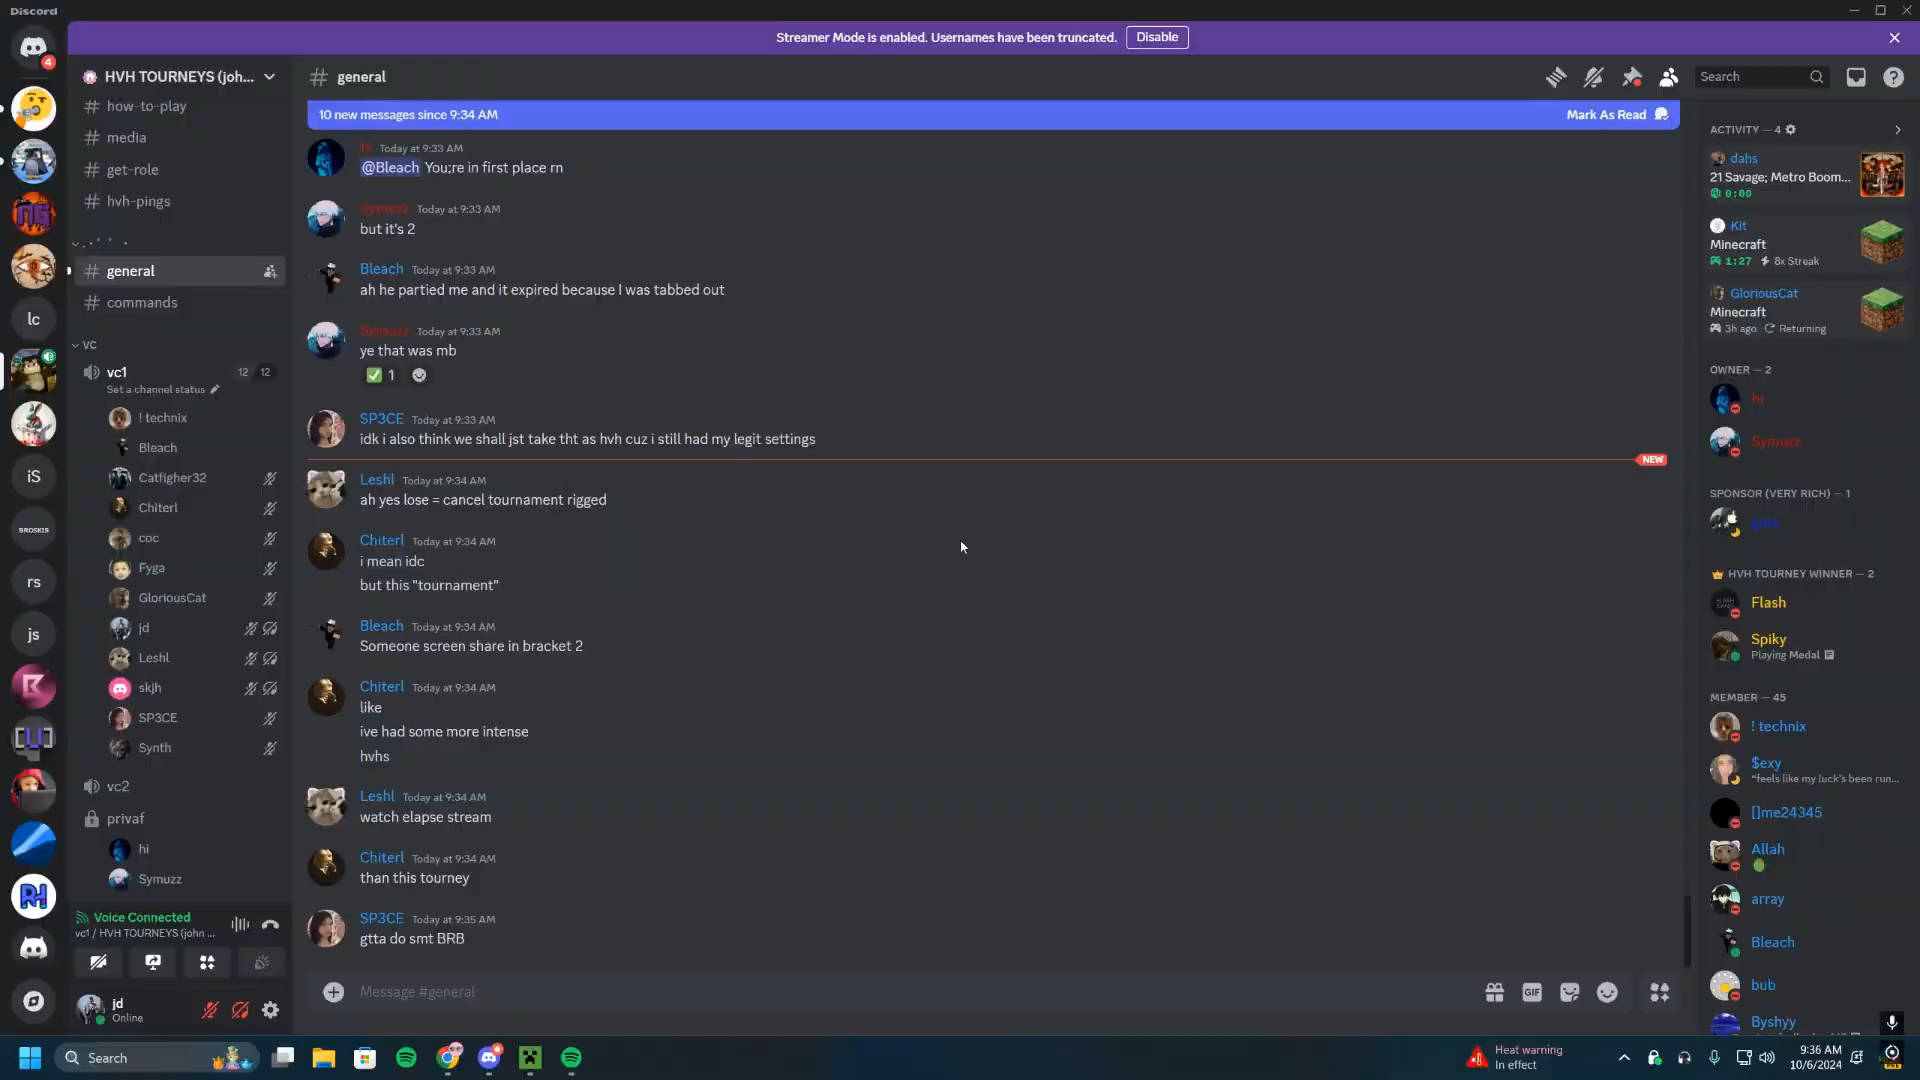 Discord
Streamer Mode is enabled. Usernames have been truncated.
Disable
4
HVH TOURNEYS (joh...
how-to-play
media
get-role
hvh-pings
general
commands
VC
vc1
12 12
Set a channel status
! technix
Bleach
Catfigher32
Chiterl
coc
Fyga
GloriousCat
jd
Leshl
skjh
SP3CE
Synth
vc2
privaf
hi
Symuzz
Voice Connected
vc1 / HVH TOURNEYS (john ...
jd
Online
lc
iS
BROSKIS
rs
js
general
Search
10 new messages since 9:34 AM
Mark As Read
hi Today at 9:33 AM
@Bleach You;re in first place rn
Symuzz Today at 9:33 AM
but it's 2
Bleach Today at 9:33 AM
ah he partied me and it expired because I was tabbed out
Symuzz Today at 9:33 AM
ye that was mb
1
SP3CE Today at 9:33 AM
idk i also think we shall jst take tht as hvh cuz i still had my legit settings
NEW
Leshl Today at 9:34 AM
ah yes lose = cancel tournament rigged
Chiterl Today at 9:34 AM
i mean idc
but this "tournament"
Bleach Today at 9:34 AM
Someone screen share in bracket 2
Chiterl Today at 9:34 AM
like
ive had some more intense
hvhs
Leshl Today at 9:34 AM
watch elapse stream
Chiterl Today at 9:34 AM
than this tourney
SP3CE Today at 9:35 AM
gtta do smt BRB
Message #general
GIF
ACTIVITY — 4
dahs
21 Savage; Metro Boom...
0:00
Kit
Minecraft
1:27 8x Streak
GloriousCat
Minecraft
3h ago Returning
OWNER — 2
hi
Symuzz
SPONSOR (VERY RICH) — 1
HVH TOURNEY WINNER — 2
Flash
Spiky
Playing Medal
MEMBER — 45
! technix
$exy
"feels like my luck's been run...
[]me24345
Allah
array
Bleach
bub
Byshyy
Search
Heat warning
In effect
9:36 AM
10/6/2024